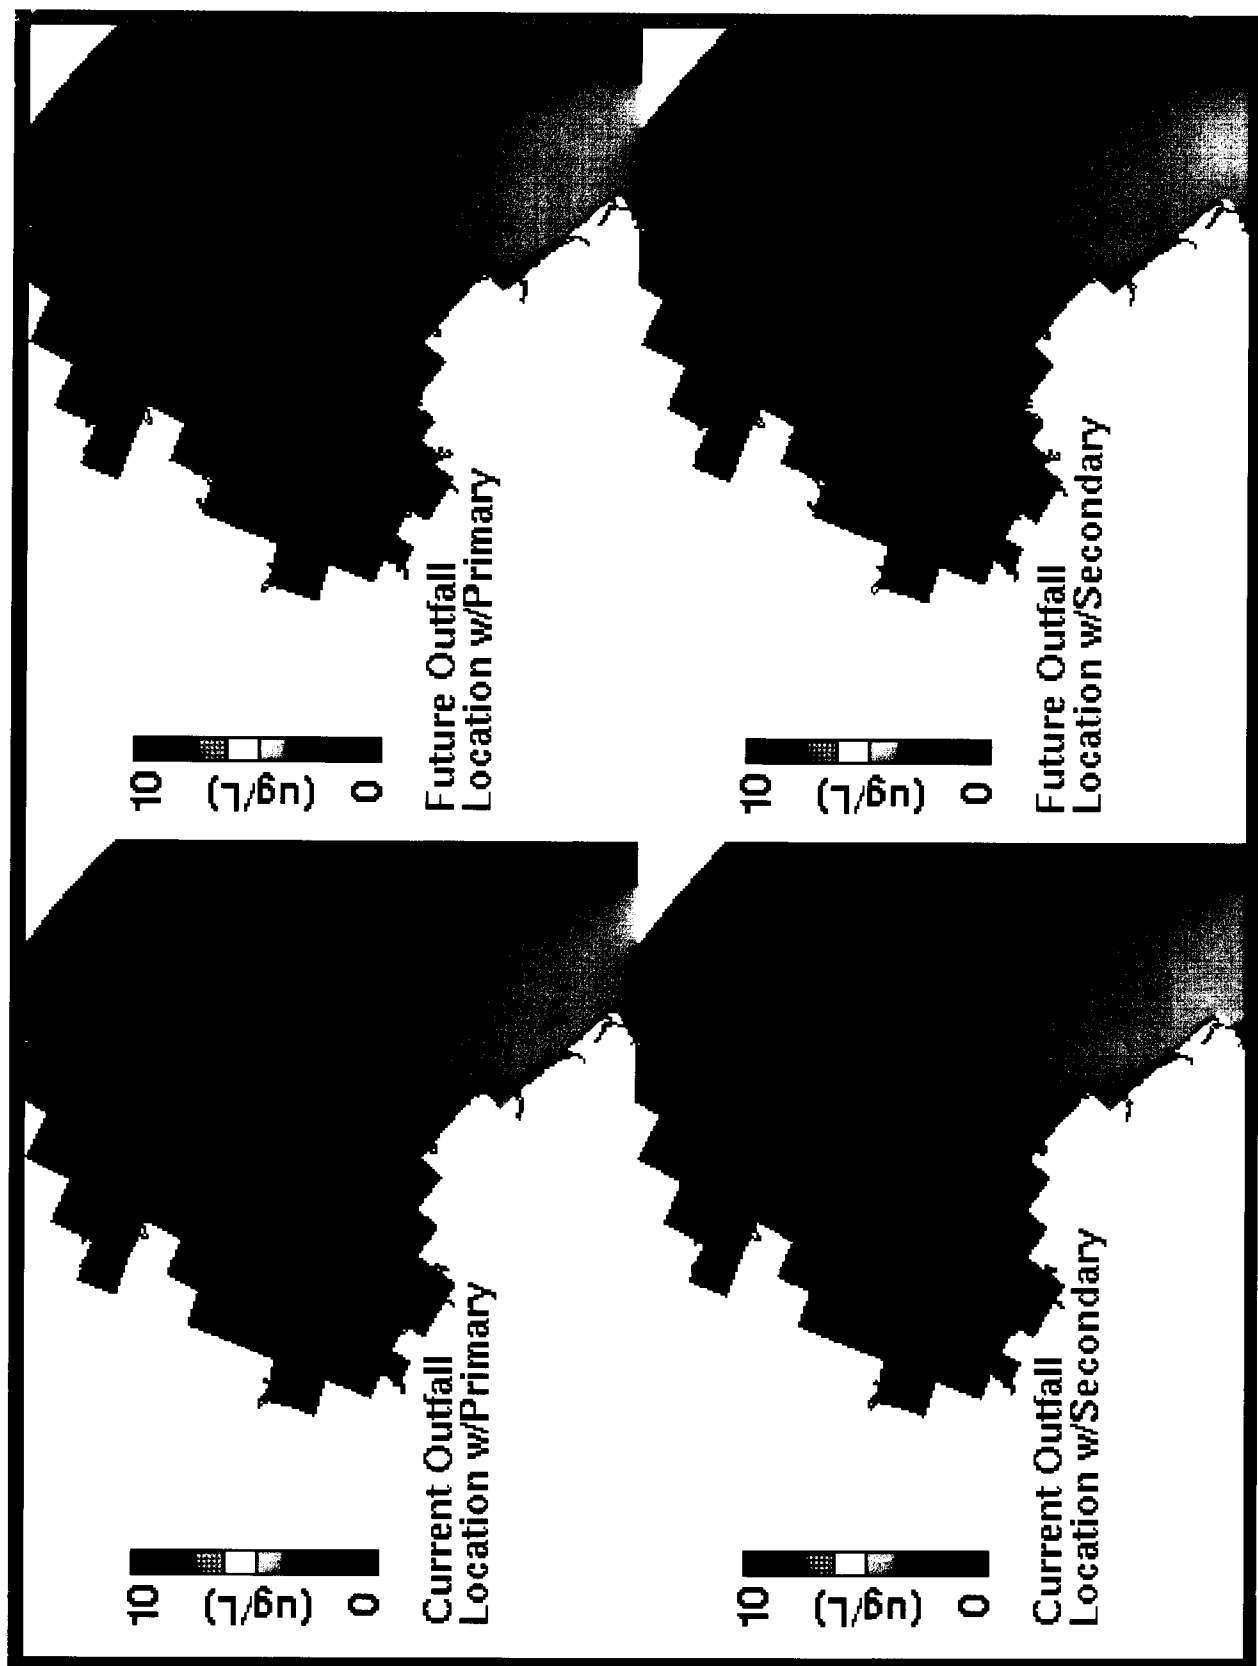 10
(ug/L)
0
Current Outfall
Location w/Primary
10
(ug/L)
0
Future Outfall
Location w/Primary
10
(ug/L)
0
Current Outfall
Location w/Secondary
10
(ug/L)
0
Future Outfall
Location w/Secondary